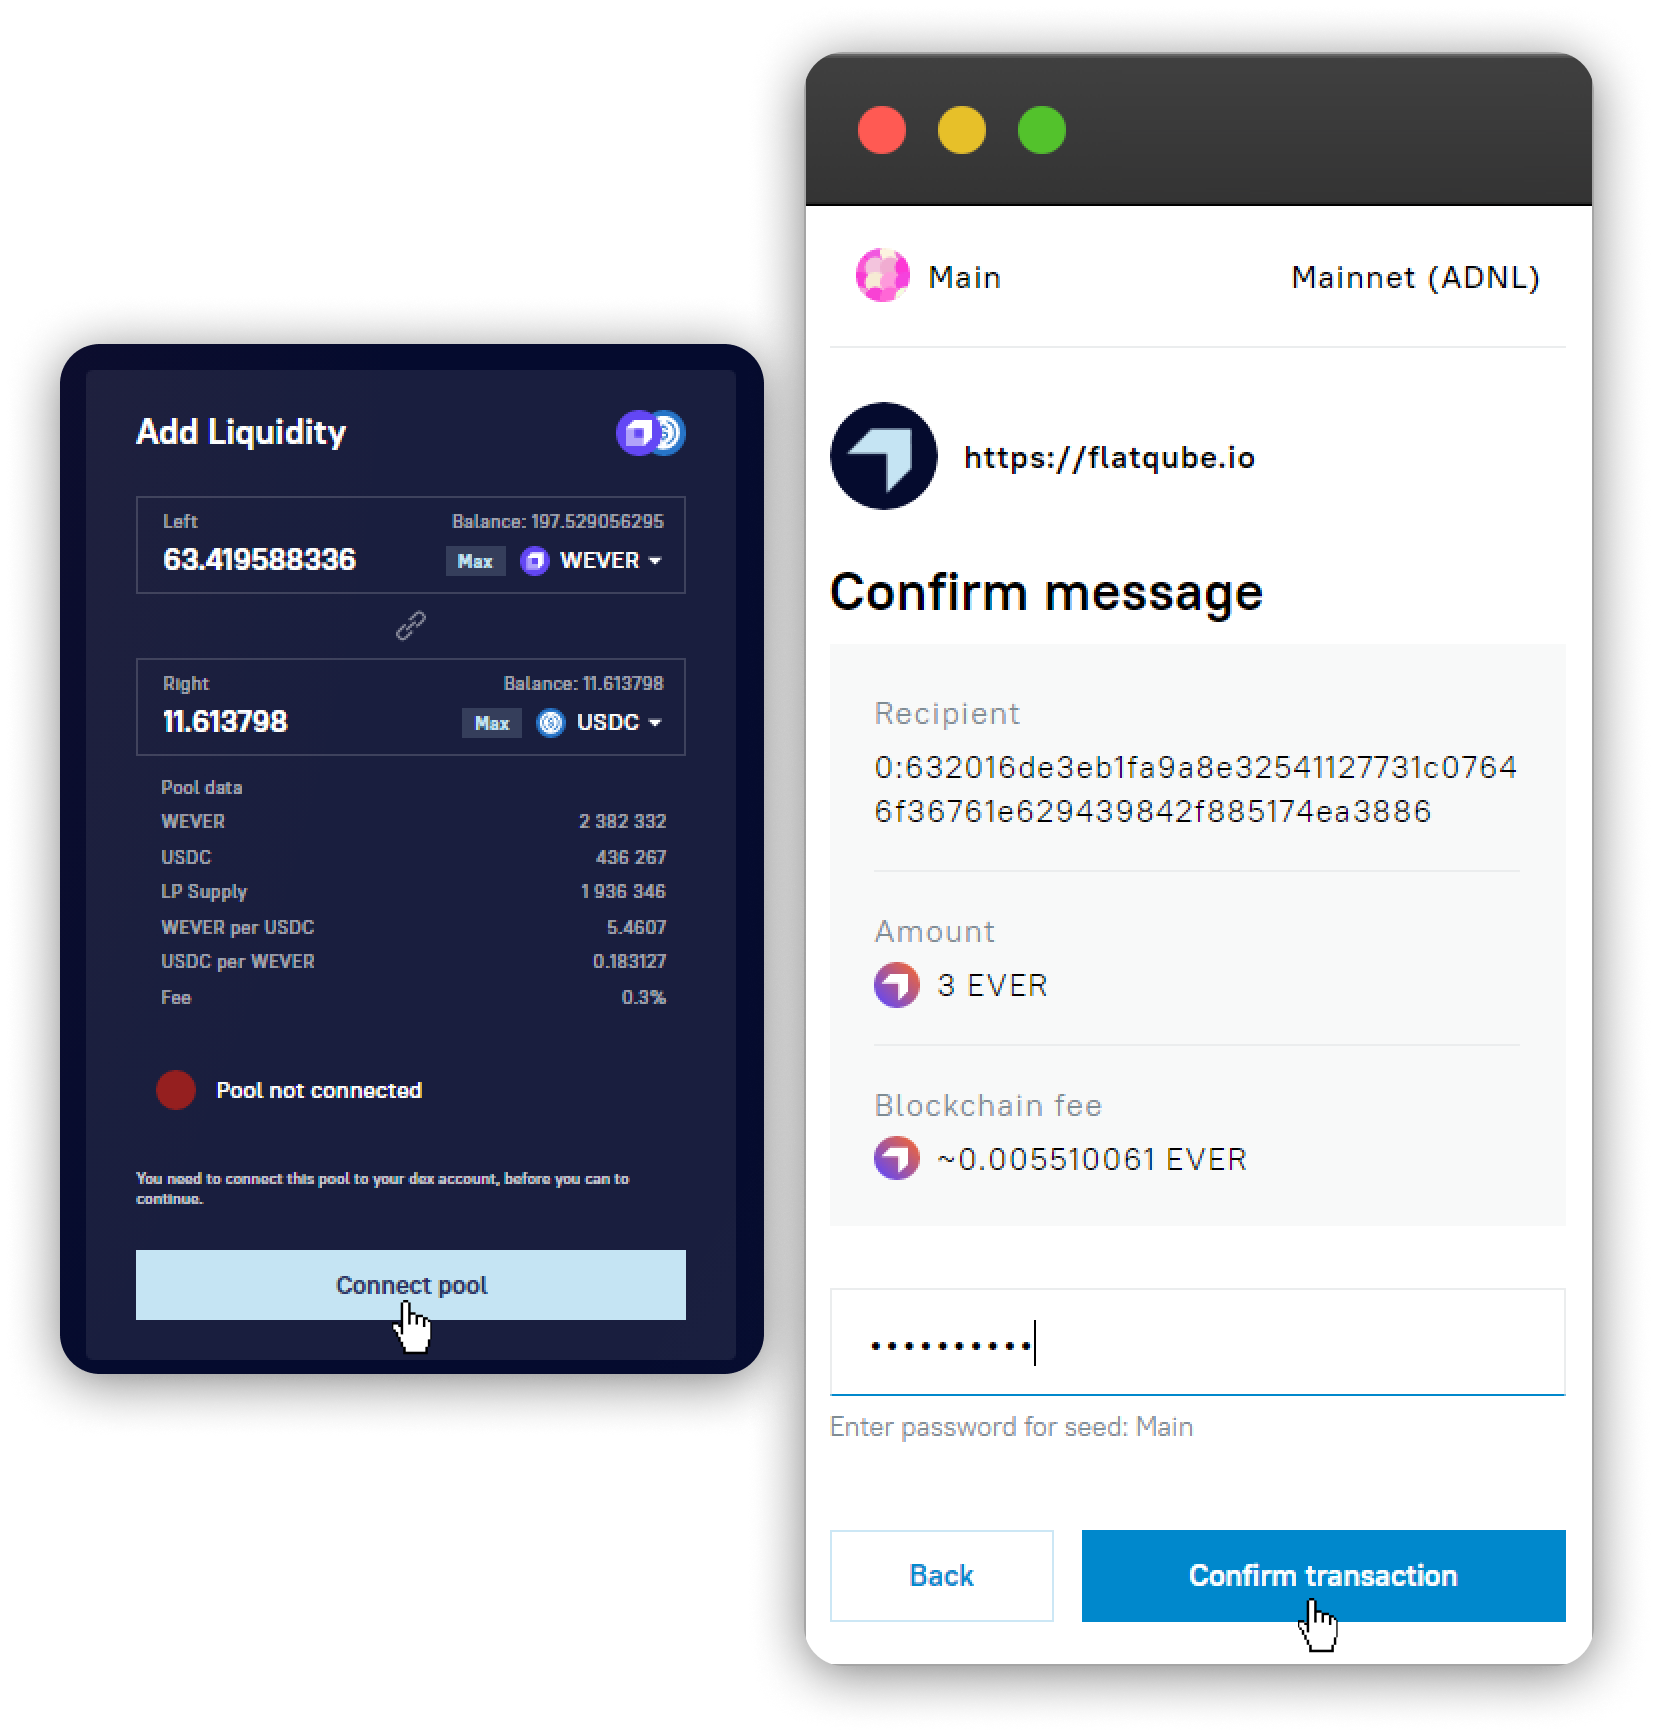 Add Liquidity
Left Balance: 197.529056295
63.419588336 Max WEVER
Right Balance: 11.613798
11.613798 Max USDC
Pool data
WEVER 2 382 332
USDC 436 267
LP Supply 1 936 346
WEVER per USDC 5.4607
USDC per WEVER 0.183127
Fee 0.3%
Pool not connected
You need to connect this pool to your dex account, before you can to
continue.
Connect pool
Main Mainnet (ADNL)
https://flatqube.io
Confirm message
Recipient
0:632016de3eb1fa9a8e32541127731c0764
6f36761e629439842f885174ea3886
Amount
3 EVER
Blockchain fee
~0.005510061 EVER
••••••••••
Enter password for seed: Main
Back Confirm transaction